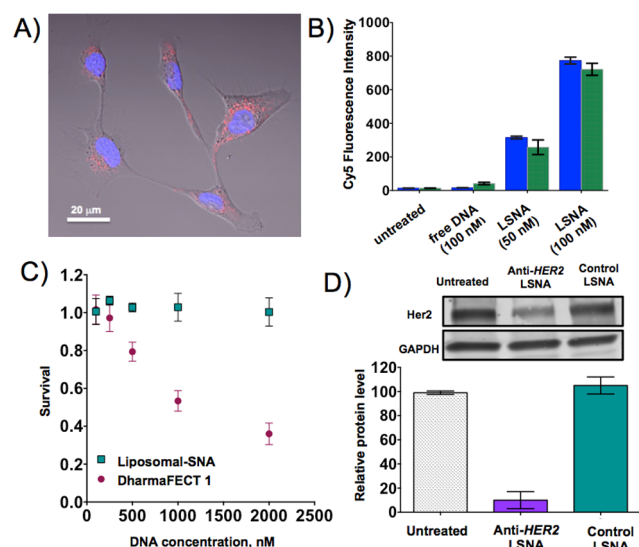 A)
20 μm
B)
Cy5 Fluorescence Intensity
1000
800
600
400
200
0
untreated
free DNA
(100 nM)
LSNA
(50 nM)
LSNA
(100 nM)
C)
Survival
1.2
1.0
0.8
0.6
0.4
0.2
0.0
Liposomal-SNA
DharmaFECT 1
0 500 1000 1500 2000 2500
DNA concentration, nM
D)
Untreated
Anti-HER2
LSNA
Control
LSNA
Her2
GAPDH
Relative protein level
120
100
80
60
40
20
0
Untreated
Anti-HER2
LSNA
Control
LSNA